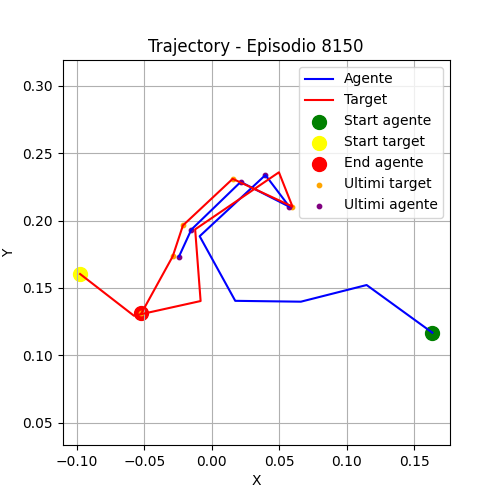 Trajectory - Episodio 8150
Agente
Target
Start agente
Start target
End agente
Ultimi target
Ultimi agente
Y
0.30
0.25
0.20
0.15
0.10
0.05
−0.10 −0.05 0.00 0.05 0.10 0.15
X